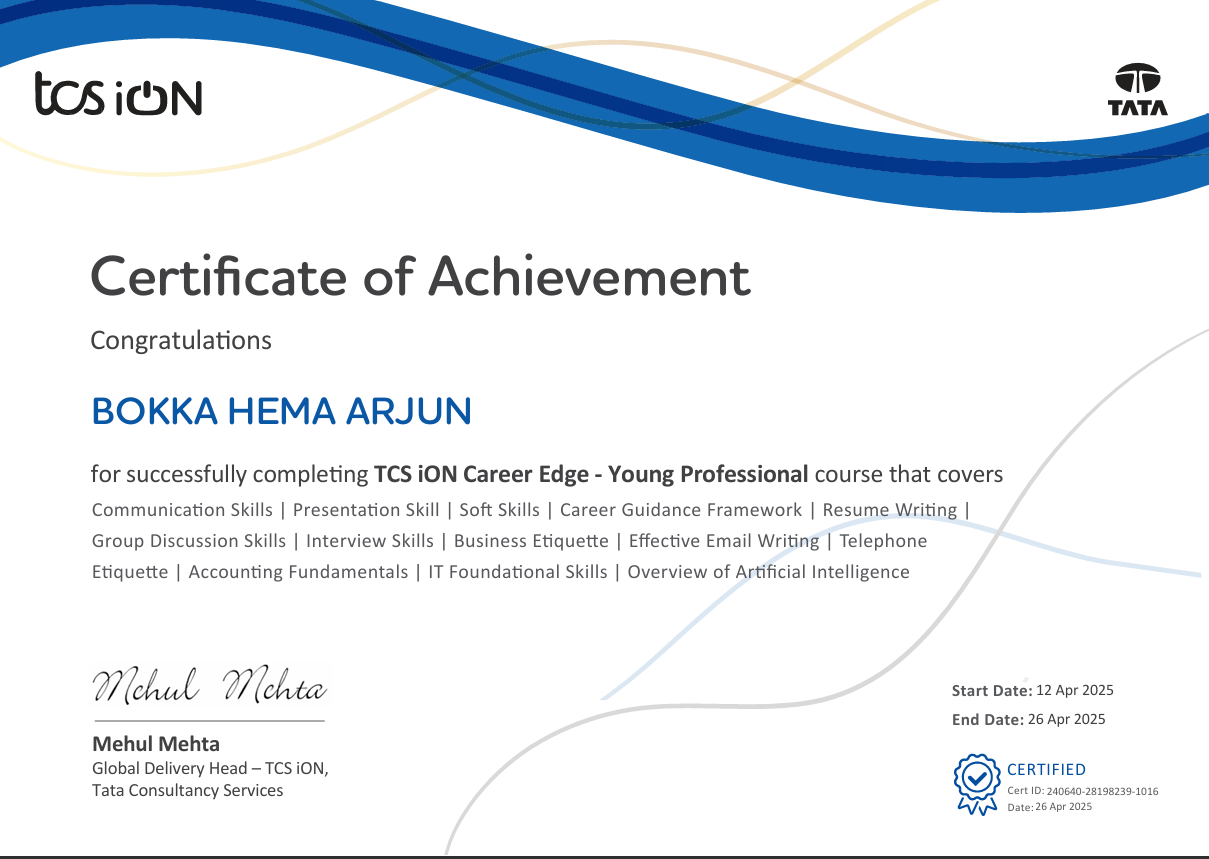 tcs iON
TATA
Certificate of Achievement
Congratulations
BOKKA HEMA ARJUN
for successfully completing TCS iON Career Edge - Young Professional course that covers
Communication Skills | Presentation Skill | Soft Skills | Career Guidance Framework | Resume Writing |
Group Discussion Skills | Interview Skills | Business Etiquette | Effective Email Writing | Telephone
Etiquette | Accounting Fundamentals | IT Foundational Skills | Overview of Artificial Intelligence
Mehul Mehta
Mehul Mehta
Global Delivery Head – TCS iON,
Tata Consultancy Services
Start Date: 12 Apr 2025
End Date: 26 Apr 2025
CERTIFIED
Cert ID: 240640-28198239-1016
Date: 26 Apr 2025